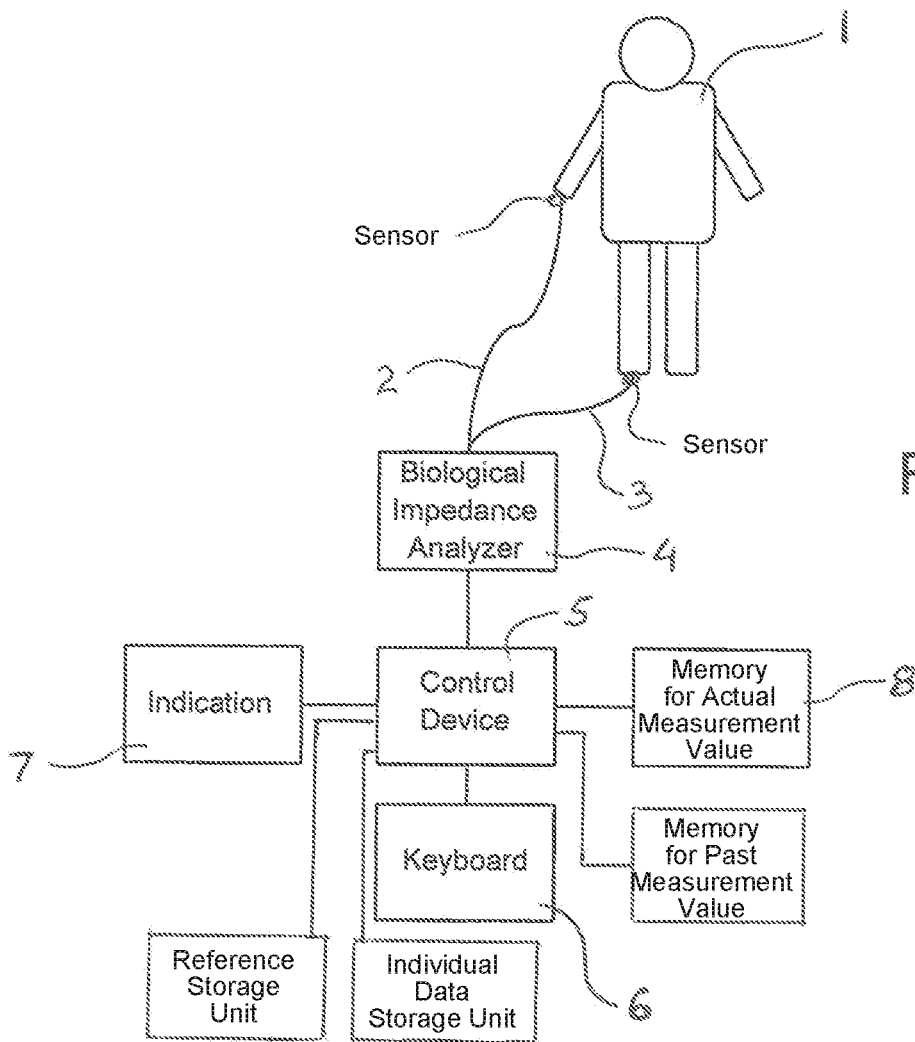 1
Sensor
2
Sensor
3
Biological
Impedance
Analyzer
4
5
Indication
Control
Device
Memory
for Actual
Measurement
Value
8
7
Keyboard
Memory
for Past
Measurement
Value
6
Reference
Storage
Unit
Individual
Data
Storage Unit